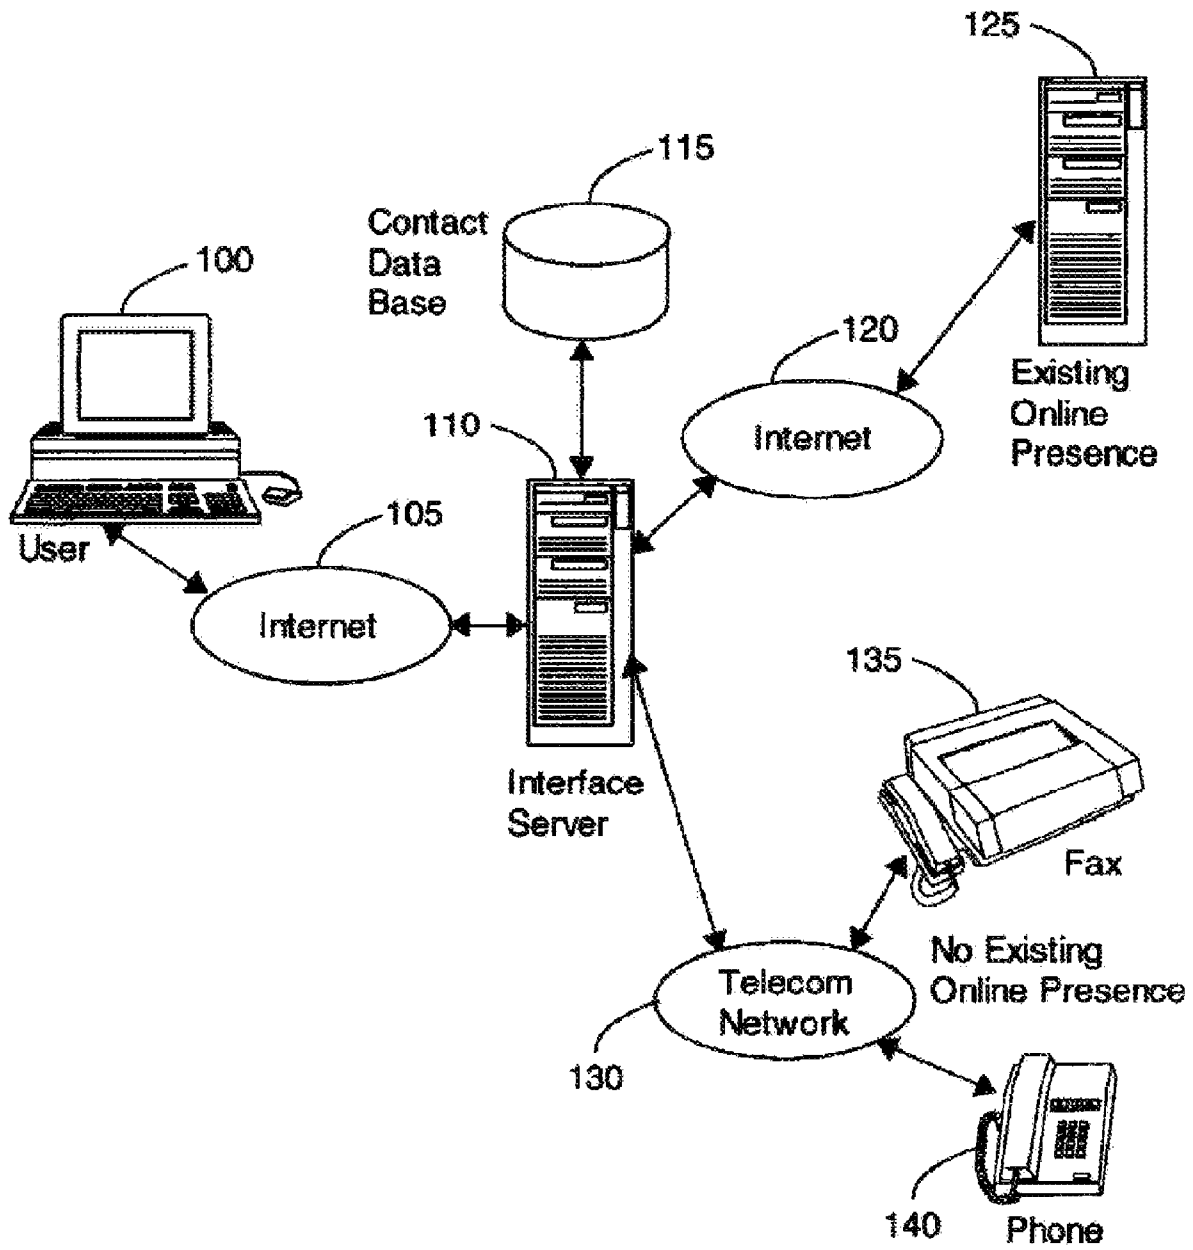 125
115
Contact
Data
Base
100
120
Existing
Online
Presence
110
Internet
105
User
Internet
135
Interface
Server
Fax
No Existing
Online Presence
Telecom
Network
130
140
Phone